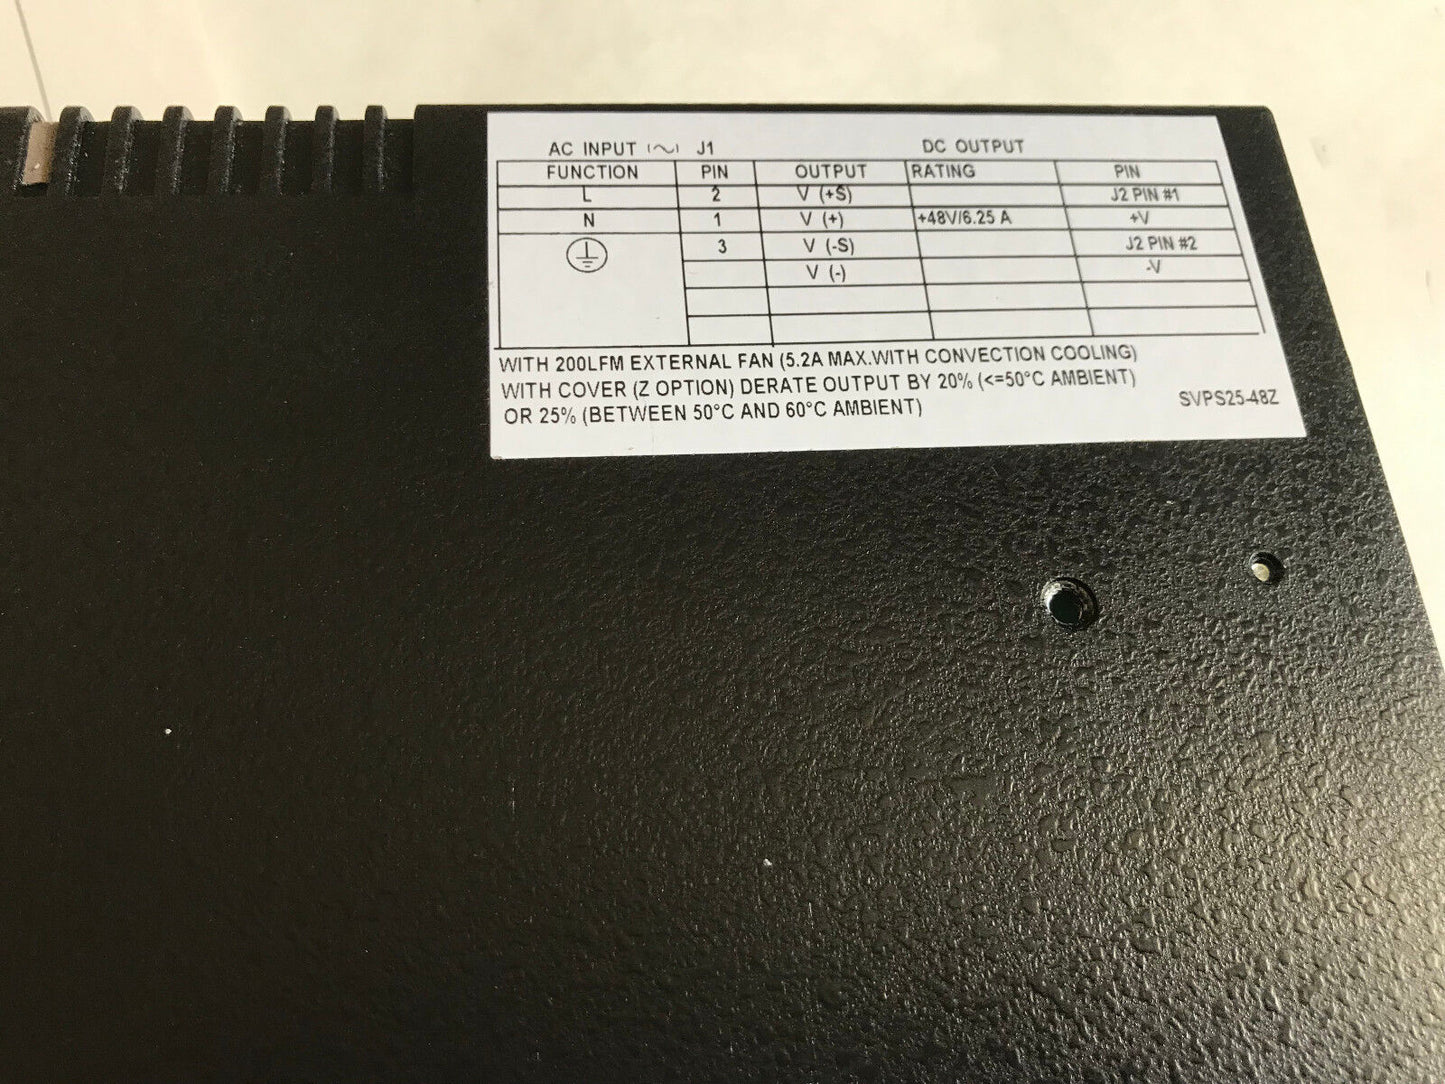 AC INPUT J1 DC OUTPUT
FUNCTION PIN OUTPUT RATING PIN
L 2 V (+S) J2 PIN #1
N 1 V (+) +48V/6.25 A +V
3 V (-S) J2 PIN #2
V (-) -V
WITH 200LFM EXTERNAL FAN (5.2A MAX.WITH CONVECTION COOLING)
WITH COVER (Z OPTION) DERATE OUTPUT BY 20% (<=50°C AMBIENT)
OR 25% (BETWEEN 50°C AND 60°C AMBIENT)
SVPS25-48Z